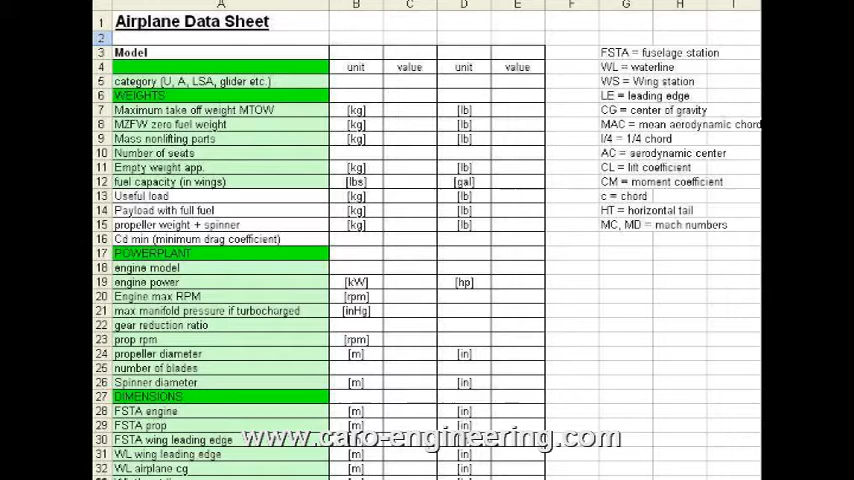 A B C D E F G H I
1 Airplane Data Sheet
2
3 Model FSTA = fuselage station
4 unit value unit value WL = waterline
5 category (U, A, LSA, glider etc.) WS = Wing station
6 WEIGHTS LE = leading edge
7 Maximum take off weight MTOW [kg] [lb] CG = center of gravity
8 MZFW zero fuel weight [kg] [lb] MAC = mean aerodynamic chord
9 Mass nonlifting parts [kg] [lb] l/4 = 1/4 chord
10 Number of seats AC = aerodynamic center
11 Empty weight app. [kg] [lb] CL = lift coefficient
12 fuel capacity (in wings) [lbs] [gal] CM = moment coefficient
13 Useful load [kg] [lb] c = chord
14 Payload with full fuel [kg] [lb] HT = horizontal tail
15 propeller weight + spinner [kg] [lb] MC, MD = mach numbers
16 Cd min (minimum drag coefficient)
17 POWERPLANT
18 engine model
19 engine power [kW] [hp]
20 Engine max RPM [rpm]
21 max manifold pressure if turbocharged [inHg]
22 gear reduction ratio
23 prop rpm [rpm]
24 propeller diameter [m] [in]
25 number of blades
26 Spinner diameter [m] [in]
27 DIMENSIONS
28 FSTA engine [m] [in]
29 FSTA prop [m] [in]
30 FSTA wing leading edge [m] [in]
www.caro-engineering.com
31 WL wing leading edge [m] [in]
32 WL airplane cg [m] [in]